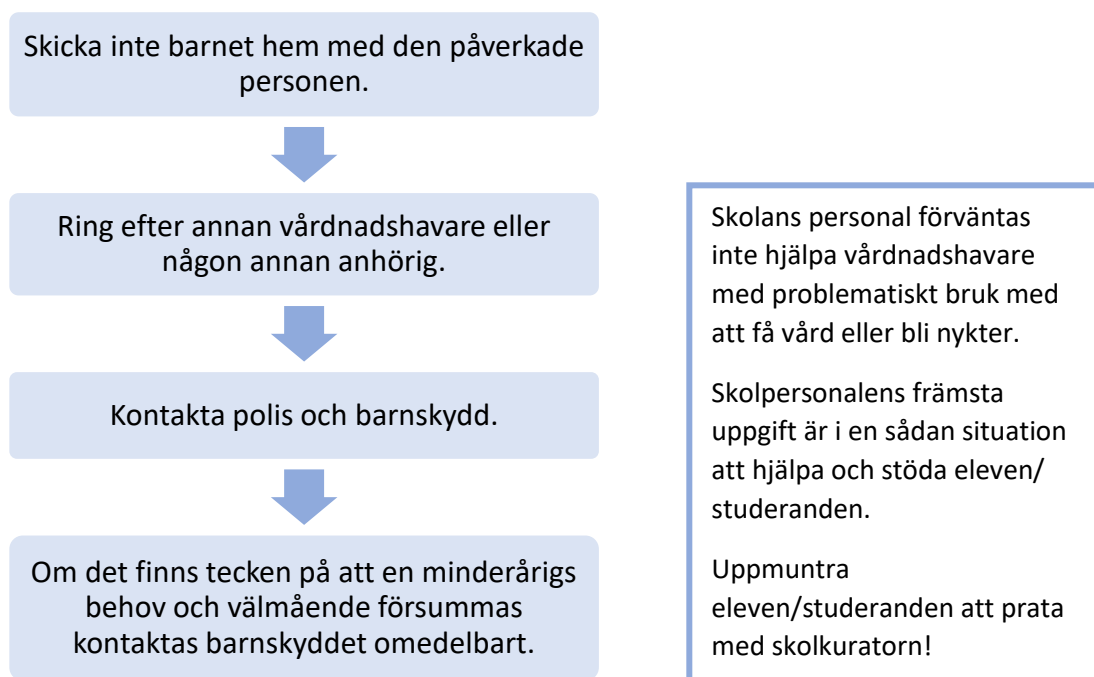 Skicka inte barnet hem med den påverkade
personen.
Ring efter annan vårdnadshavare eller
någon annan anhörig.
Kontakta polis och barnskydd.
Om det finns tecken på att en minderårigs
behov och välmående försummas
kontaktas barnskyddet omedelbart.
Skolans personal förväntas
inte hjälpa vårdnadshavare
med problematiskt bruk med
att få vård eller bli nykter.
Skolpersonalens främsta
uppgift är i en sådan situation
att hjälpa och stöda eleven/
studeranden.
Uppmuntra
eleven/studeranden att prata
med skolkuratorn!